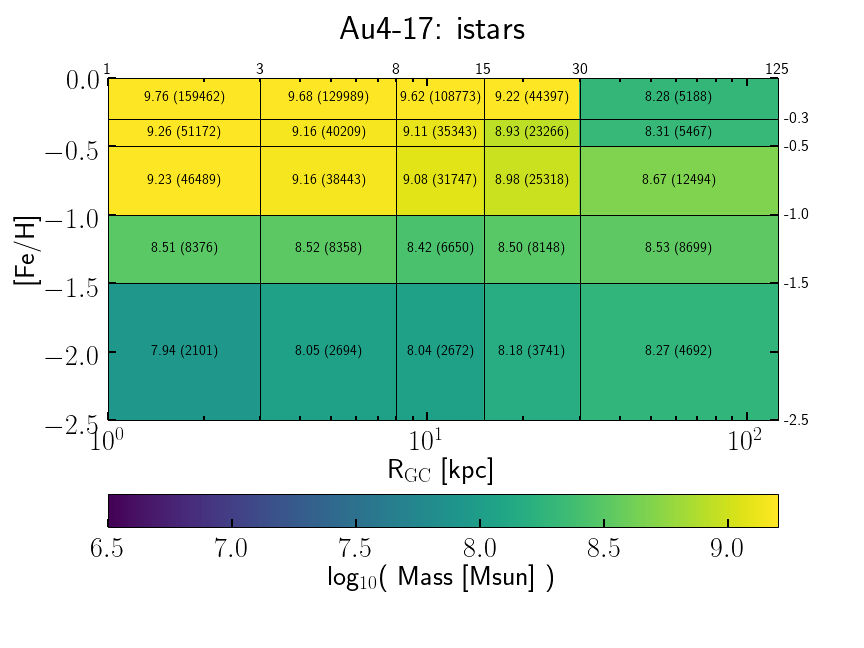 Au4-17: istars
1 3 8 15 30 125
0.0 9.76 (159462) 9.68 (129989) 9.62 (108773) 9.22 (44397) 8.28 (5188)
-0.3
9.26 (51172) 9.16 (40209) 9.11 (35343) 8.93 (23266) 8.31 (5467)
−0.5 -0.5
9.23 (46489) 9.16 (38443) 9.08 (31747) 8.98 (25318) 8.67 (12494)
−1.0 -1.0
[Fe/H]
8.51 (8376) 8.52 (8358) 8.42 (6650) 8.50 (8148) 8.53 (8699)
−1.5 -1.5
−2.0 7.94 (2101) 8.05 (2694) 8.04 (2672) 8.18 (3741) 8.27 (4692)
−2.5 -2.5
10⁰ 10¹ 10²
R_GC [kpc]
6.5 7.0 7.5 8.0 8.5 9.0
log₁₀( Mass [Msun] )